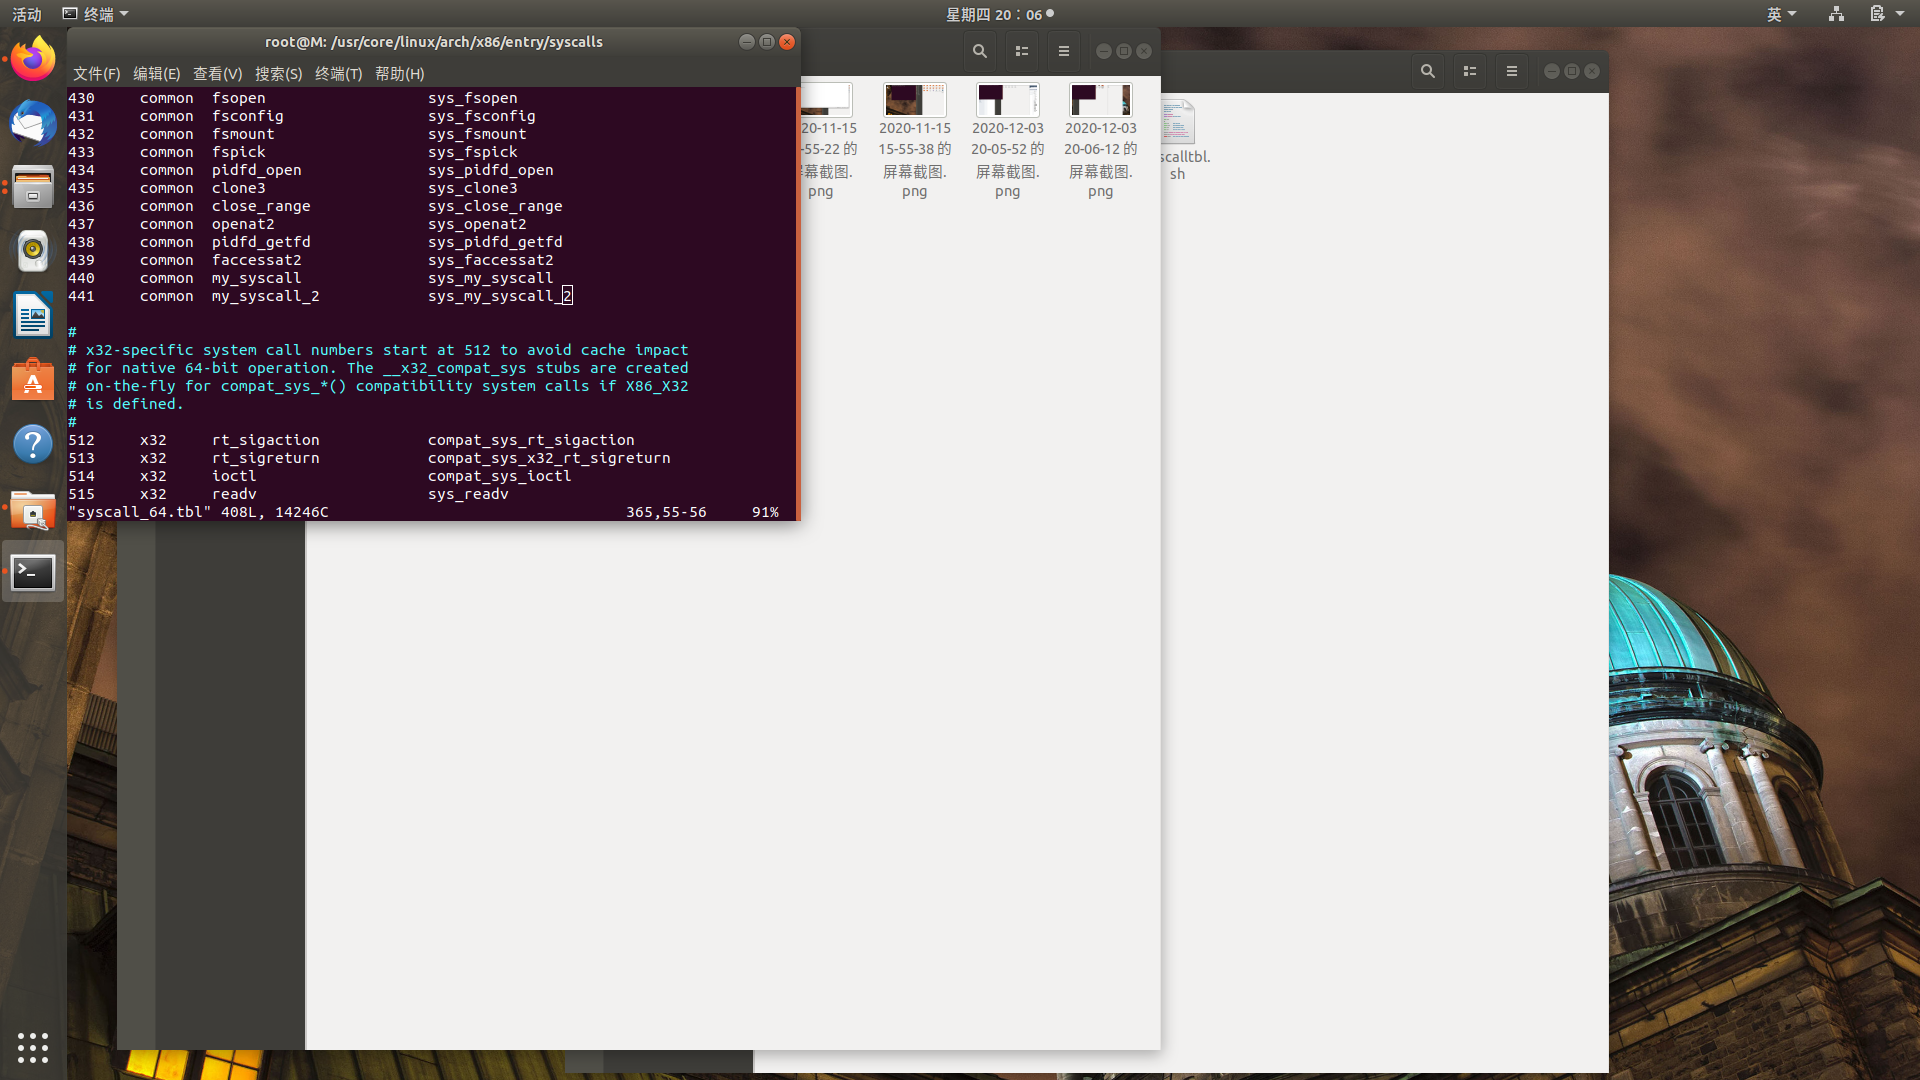 活动
终端
星期四 20：06
英
root@M: /usr/core/linux/arch/x86/entry/syscalls
文件(F) 编辑(E) 查看(V) 搜索(S) 终端(T) 帮助(H)
430 common fsopen sys_fsopen
431 common fsconfig sys_fsconfig
432 common fsmount sys_fsmount
433 common fspick sys_fspick
434 common pidfd_open sys_pidfd_open
435 common clone3 sys_clone3
436 common close_range sys_close_range
437 common openat2 sys_openat2
438 common pidfd_getfd sys_pidfd_getfd
439 common faccessat2 sys_faccessat2
440 common my_syscall sys_my_syscall
441 common my_syscall_2 sys_my_syscall_2
#
# x32-specific system call numbers start at 512 to avoid cache impact
# for native 64-bit operation. The __x32_compat_sys stubs are created
# on-the-fly for compat_sys_*() compatibility system calls if X86_X32
# is defined.
#
512 x32 rt_sigaction compat_sys_rt_sigaction
513 x32 rt_sigreturn compat_sys_x32_rt_sigreturn
514 x32 ioctl compat_sys_ioctl
515 x32 readv sys_readv
"syscall_64.tbl" 408L, 14246C 365,55-56 91%
20-11-15
-55-22 的
屏幕截图.
png
2020-11-15
15-55-38 的
屏幕截图.
png
2020-12-03
20-05-52 的
屏幕截图.
png
2020-12-03
20-06-12 的
屏幕截图.
png
scalltbl.
sh